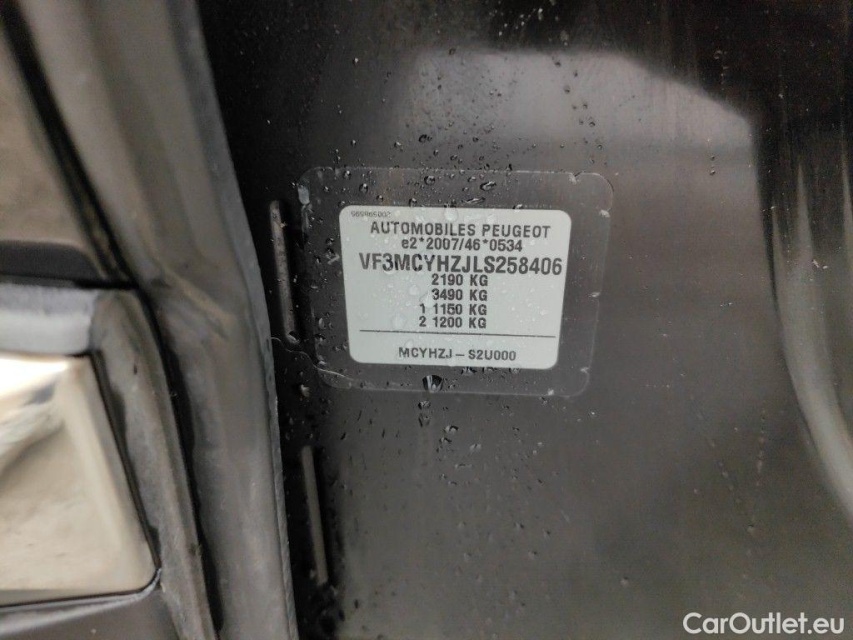 AUTOMOBILES PEUGEOT
e2*2007/46*0534
VF3MCYHZJLS258406
2190 KG
3490 KG
1 1150 KG
2 1200 KG
MCYHZJ - S2U000
CarOutlet.eu